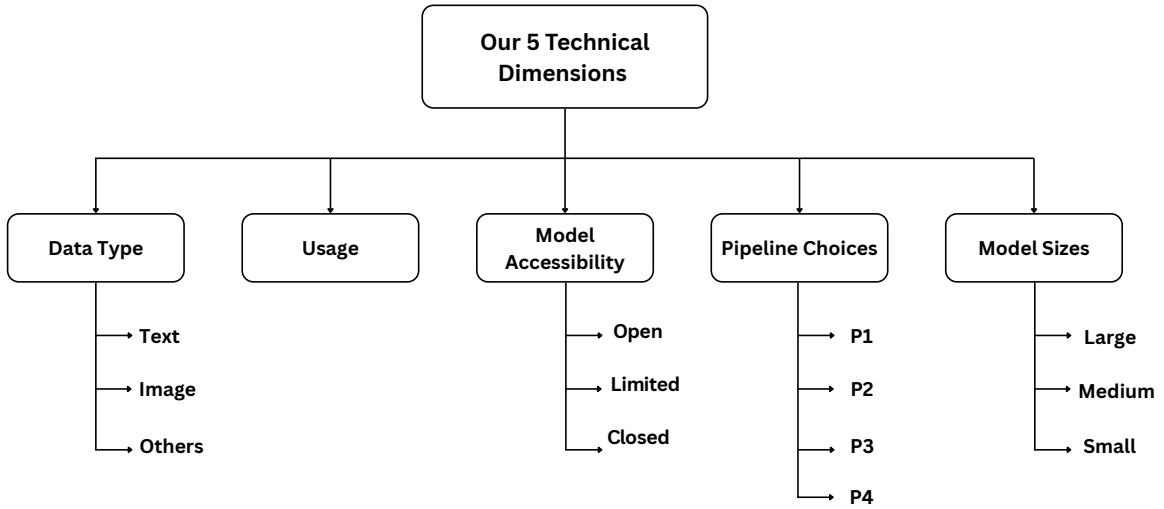 Our 5 Technical
Dimensions
Data Type
Usage
Model
Accessibility
Pipeline Choices
Model Sizes
Text
Image
Others
Open
Limited
Closed
P1
P2
P3
P4
Large
Medium
Small